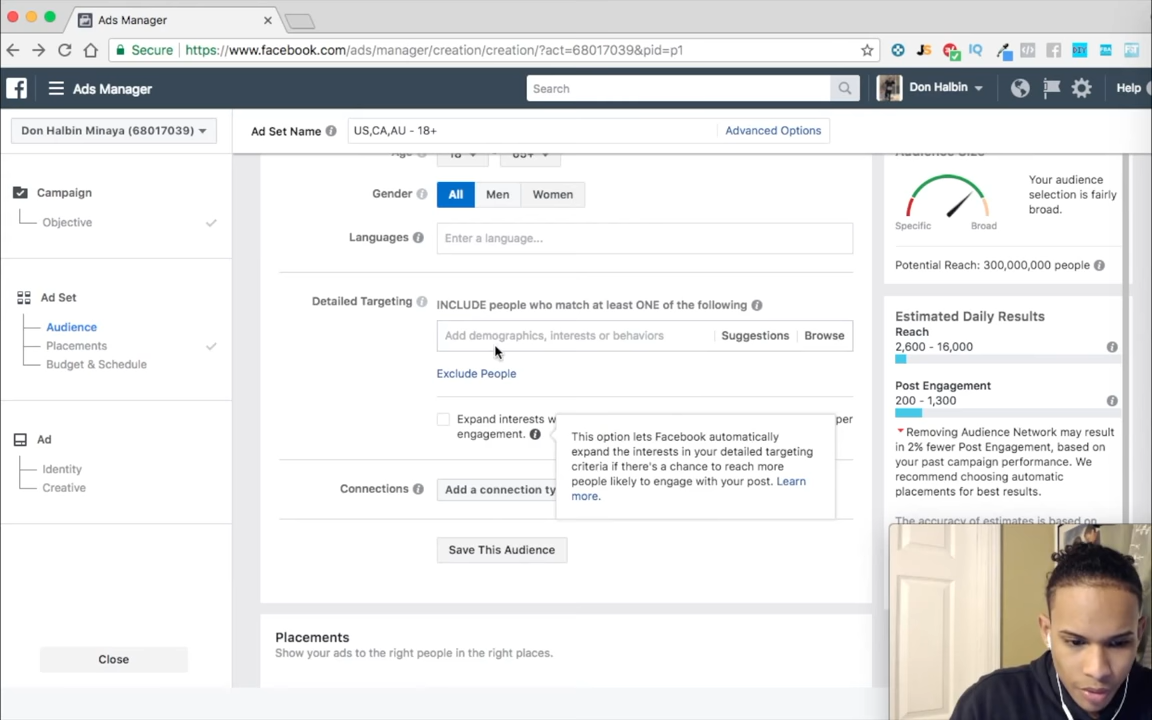 Ads Manager
Secure https://www.facebook.com/ads/manager/creation/creation/?act=68017039&pid=p1
Ads Manager Search Don Halbin Help
Don Halbin Minaya (68017039) Ad Set Name US,CA,AU - 18+ Advanced Options
Campaign
Objective
Ad Set
Audience
Placements
Budget & Schedule
Ad
Identity
Creative
Close
Age 18 - 65+
Gender All Men Women
Languages Enter a language...
Detailed Targeting INCLUDE people who match at least ONE of the following
Add demographics, interests or behaviors Suggestions Browse
Exclude People
Expand interests w per
engagement.
This option lets Facebook automatically
expand the interests in your detailed targeting
criteria if there's a chance to reach more
people likely to engage with your post. Learn
more.
Connections Add a connection ty
Save This Audience
Placements
Show your ads to the right people in the right places.
Audience Size
Your audience
selection is fairly
broad.
Specific Broad
Potential Reach: 300,000,000 people
Estimated Daily Results
Reach
2,600 - 16,000
Post Engagement
200 - 1,300
Removing Audience Network may result
in 2% fewer Post Engagement, based on
your past campaign performance. We
recommend choosing automatic
placements for best results.
The accuracy of estimates is based on